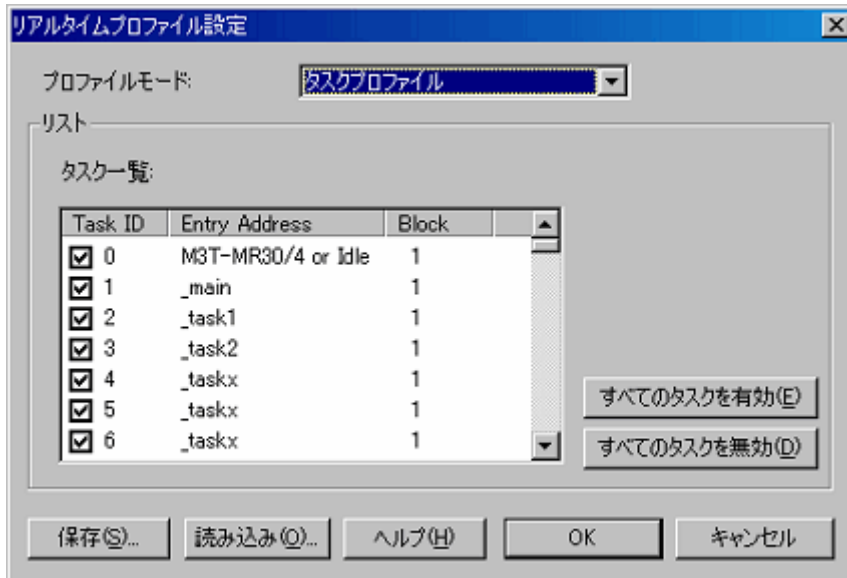 リアルタイムプロファイル設定
プロファイルモード: タスクプロファイル
リスト
タスク一覧:
Task ID Entry Address Block
0 M3T-MR30/4 or Idle 1
1 _main 1
2 _task1 1
3 _task2 1
4 _taskx 1
5 _taskx 1
6 _taskx 1
すべてのタスクを有効(E)
すべてのタスクを無効(D)
保存(S)... 読み込み(O)... ヘルプ(H) OK キャンセル